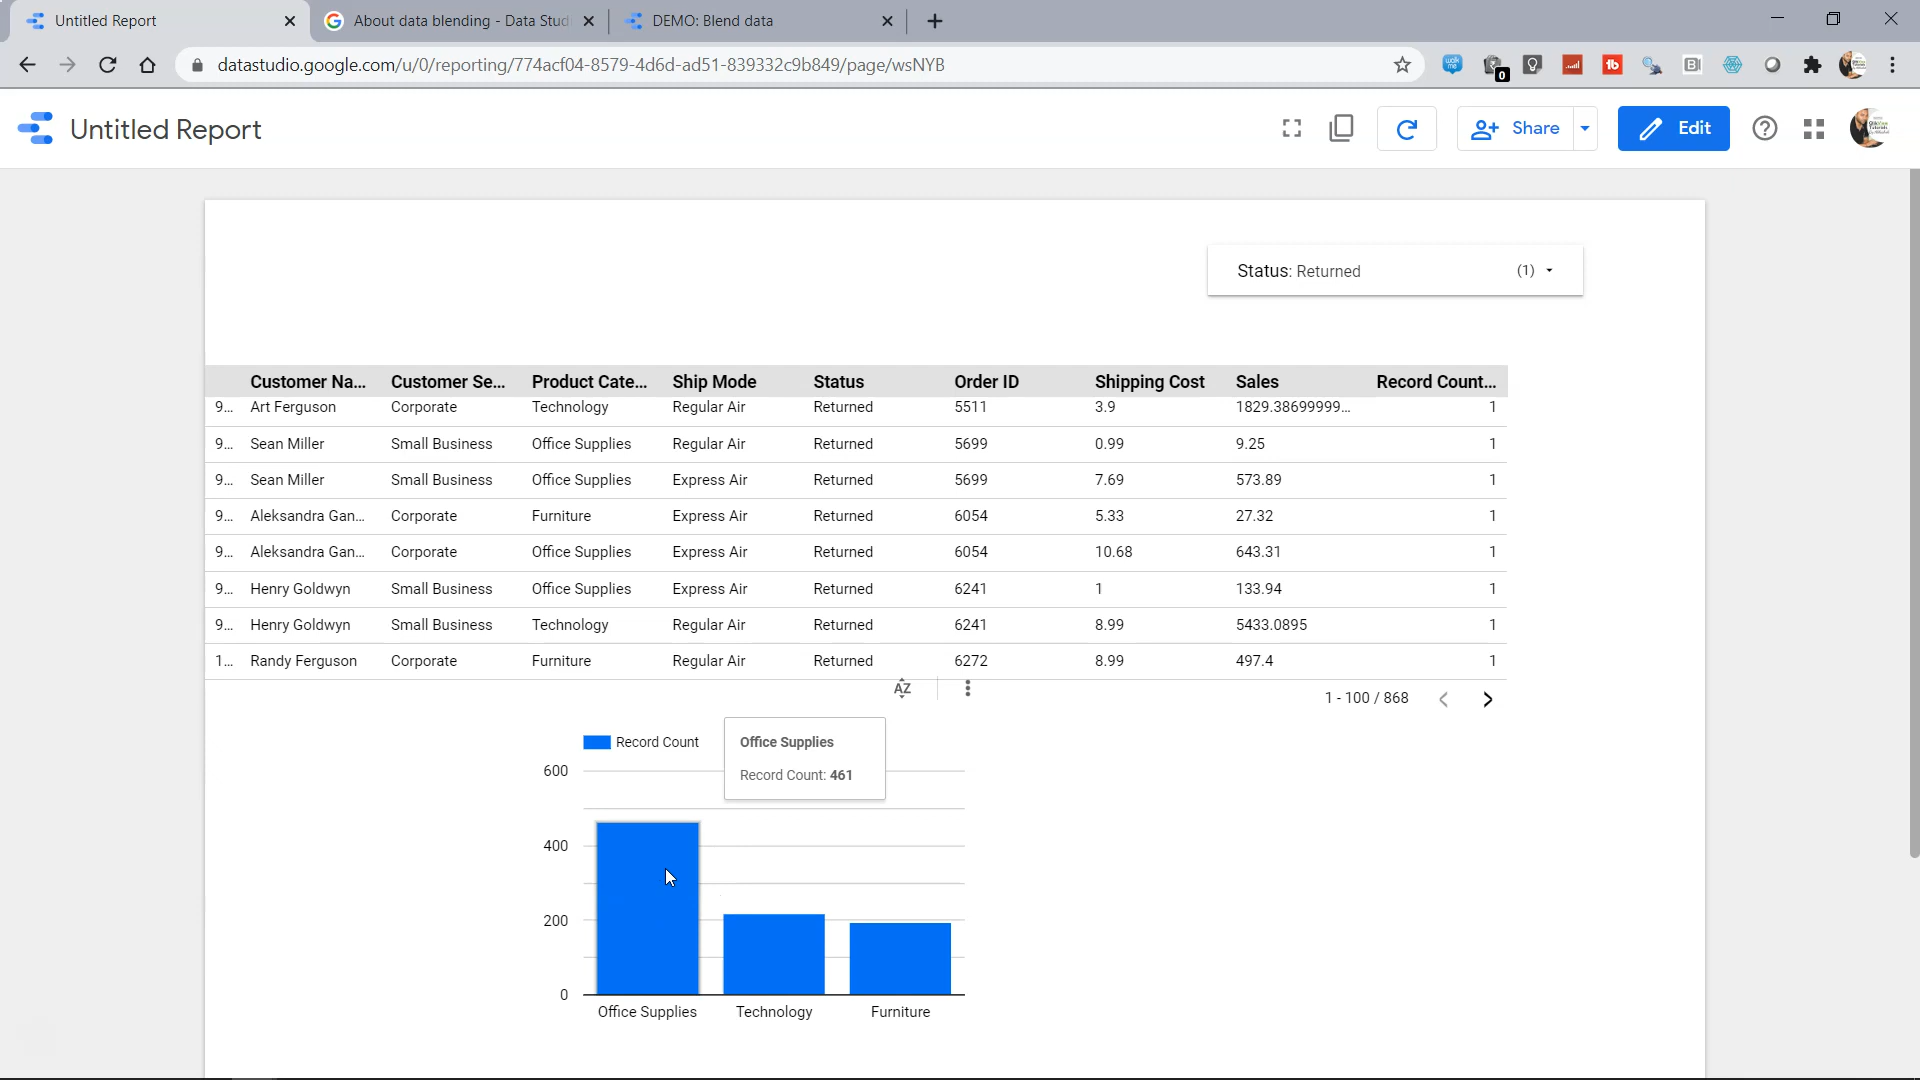 Untitled Report
About data blending - Data Stud
DEMO: Blend data
datastudio.google.com/u/0/reporting/774acf04-8579-4d6d-ad51-839332c9b849/page/wsNYB
0
Untitled Report
Share
Edit
Status: Returned (1)
Customer Na... Customer Se... Product Cate... Ship Mode Status Order ID Shipping Cost Sales Record Count...
9... Art Ferguson Corporate Technology Regular Air Returned 5511 3.9 1829.38699999... 1
9... Sean Miller Small Business Office Supplies Regular Air Returned 5699 0.99 9.25 1
9... Sean Miller Small Business Office Supplies Express Air Returned 5699 7.69 573.89 1
9... Aleksandra Gan... Corporate Furniture Express Air Returned 6054 5.33 27.32 1
9... Aleksandra Gan... Corporate Office Supplies Express Air Returned 6054 10.68 643.31 1
9... Henry Goldwyn Small Business Office Supplies Express Air Returned 6241 1 133.94 1
9... Henry Goldwyn Small Business Technology Regular Air Returned 6241 8.99 5433.0895 1
1... Randy Ferguson Corporate Furniture Regular Air Returned 6272 8.99 497.4 1
AZ
1 - 100 / 868
Record Count
Office Supplies
Record Count: 461
600
400
200
0
Office Supplies Technology Furniture